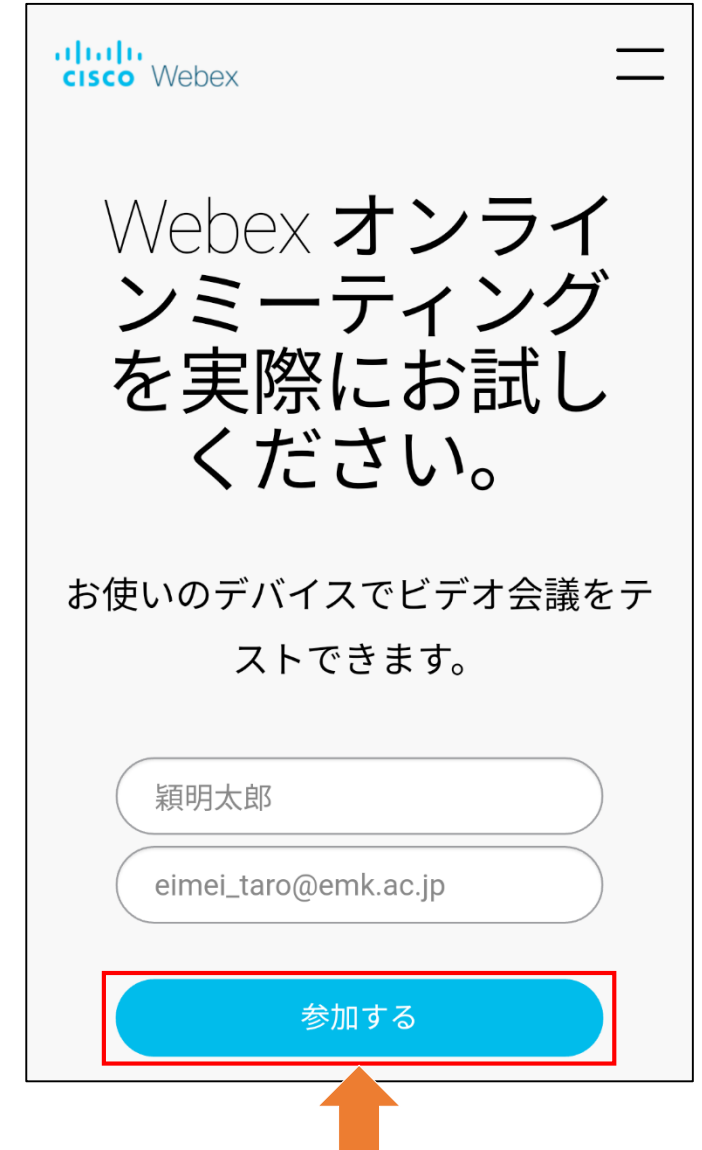 cisco Webex
Webex オンライ
ンミーティング
を実際にお試し
ください。
お使いのデバイスでビデオ会議をテ
ストできます。
穎明太郎
eimei_taro@emk.ac.jp
参加する